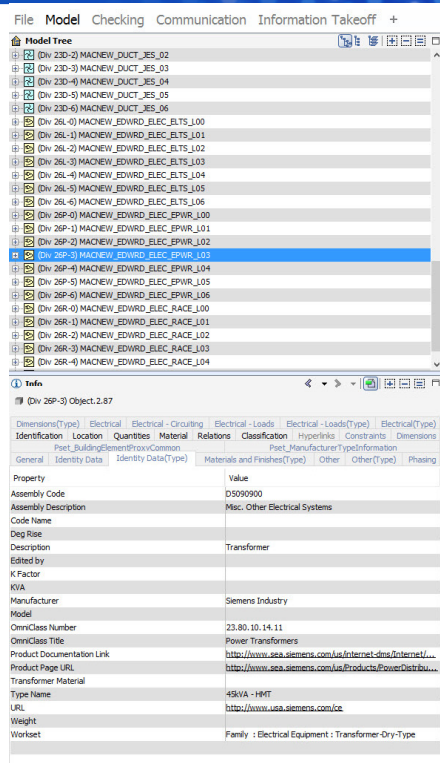 File Model Checking Communication Information Takeoff +
Model Tree
(Div 23D-2) MACNEW_DUCT_JES_02
(Div 23D-3) MACNEW_DUCT_JES_03
(Div 23D-4) MACNEW_DUCT_JES_04
(Div 23D-5) MACNEW_DUCT_JES_05
(Div 23D-6) MACNEW_DUCT_JES_06
(Div 26L-0) MACNEW_EDWRD_ELEC_ELTS_L00
(Div 26L-1) MACNEW_EDWRD_ELEC_ELTS_L01
(Div 26L-2) MACNEW_EDWRD_ELEC_ELTS_L02
(Div 26L-3) MACNEW_EDWRD_ELEC_ELTS_L03
(Div 26L-4) MACNEW_EDWRD_ELEC_ELTS_L04
(Div 26L-5) MACNEW_EDWRD_ELEC_ELTS_L05
(Div 26L-6) MACNEW_EDWRD_ELEC_ELTS_L06
(Div 26P-0) MACNEW_EDWRD_ELEC_EPWR_L00
(Div 26P-1) MACNEW_EDWRD_ELEC_EPWR_L01
(Div 26P-2) MACNEW_EDWRD_ELEC_EPWR_L02
(Div 26P-3) MACNEW_EDWRD_ELEC_EPWR_L03
(Div 26P-4) MACNEW_EDWRD_ELEC_EPWR_L04
(Div 26P-5) MACNEW_EDWRD_ELEC_EPWR_L05
(Div 26P-6) MACNEW_EDWRD_ELEC_EPWR_L06
(Div 26R-0) MACNEW_EDWRD_ELEC_RACE_L00
(Div 26R-1) MACNEW_EDWRD_ELEC_RACE_L01
(Div 26R-2) MACNEW_EDWRD_ELEC_RACE_L02
(Div 26R-3) MACNEW_EDWRD_ELEC_RACE_L03
(Div 26R-4) MACNEW_EDWRD_ELEC_RACE_L04
Info
(Div 26P-3) Object.2.87
Dimensions(Type) Electrical Electrical - Circuiting Electrical - Loads Electrical - Loads(Type) Electrical(Type)
Identification Location Quantities Material Relations Classification Hyperlinks Constraints Dimensions
Pset_BuildingElementProxyCommon Pset_ManufacturerTypeInformation
General Identity Data Identity Data(Type) Materials and Finishes(Type) Other Other(Type) Phasing
Property Value
Assembly Code D5090900
Assembly Description Misc. Other Electrical Systems
Code Name
Deg Rise
Description Transformer
Edited by
K Factor
KVA
Manufacturer Siemens Industry
Model
OmniClass Number 23.80.10.14.11
OmniClass Title Power Transformers
Product Documentation Link http://www.sea.siemens.com/us/internet-dms/Internet/...
Product Page URL http://www.sea.siemens.com/us/Products/PowerDistribu...
Transformer Material
Type Name 45kVA - HMT
URL http://www.usa.siemens.com/ce
Weight
Workset Family : Electrical Equipment : Transformer-Dry-Type